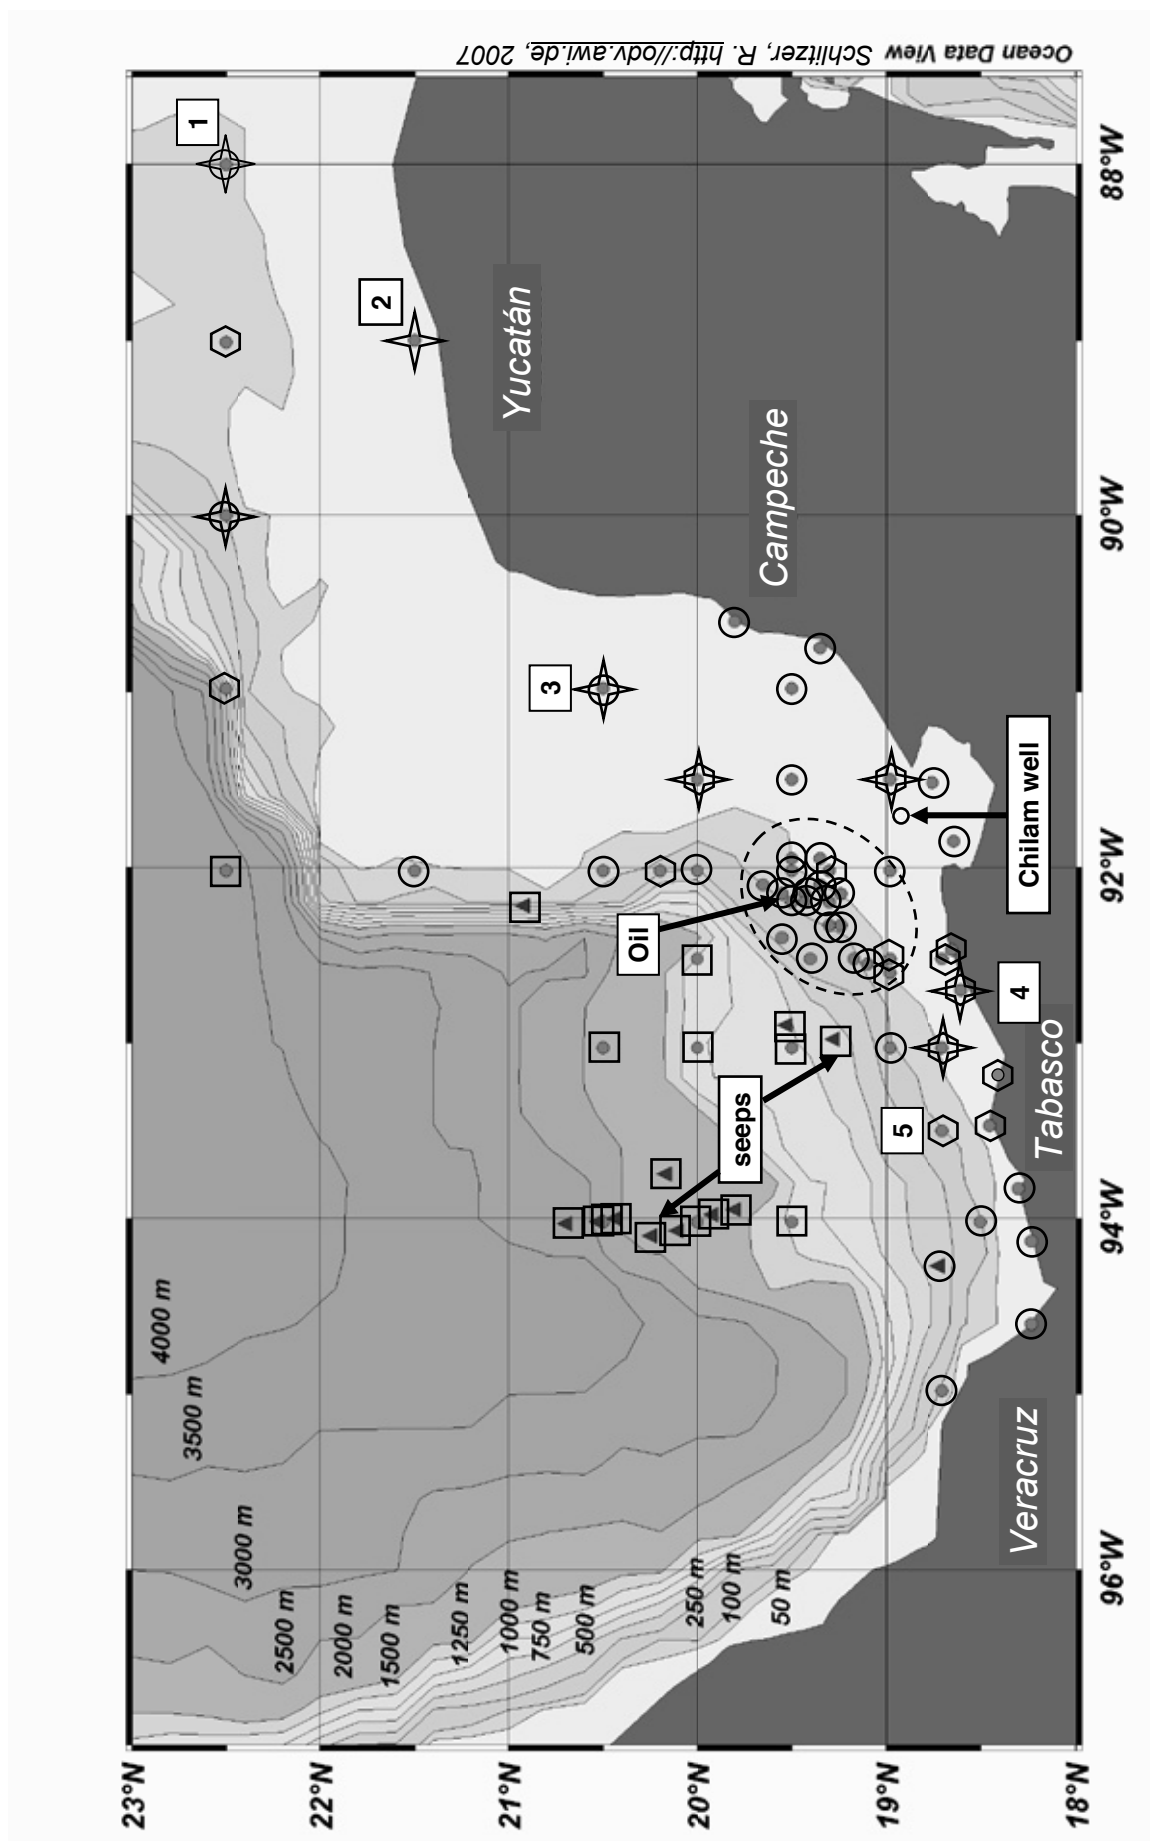 Ocean Data View Schlitzer, R. http://odv.awi.de, 2007
1
2
3
4
5
Yucatán
Campeche
Tabasco
Veracruz
Chilam well
Oil
seeps
4000 m
3500 m
3000 m
2500 m
2000 m
1500 m
1250 m
1000 m
750 m
500 m
250 m
100 m
50 m
23°N
22°N
21°N
20°N
19°N
18°N
96°W
94°W
92°W
90°W
88°W